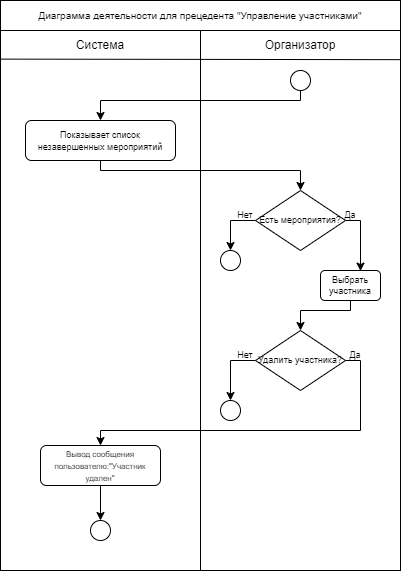 Диаграмма деятельности для прецедента "Управление участниками"
Система
Организатор
Показывает список
незавершенных мероприятий
Нет
Есть мероприятия?
Да
Выбрать
участника
Нет
Удалить участника?
Да
Вывод сообщения
пользователю:"Участник
удален"